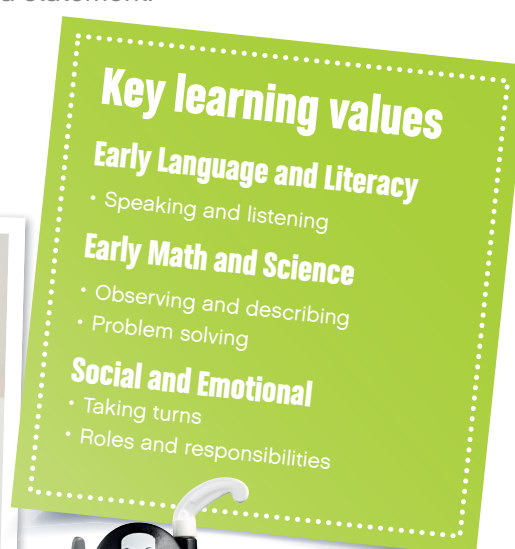 Key learning values
Early Language and Literacy
• Speaking and listening
Early Math and Science
• Observing and describing
• Problem solving
Social and Emotional
• Taking turns
• Roles and responsibilities